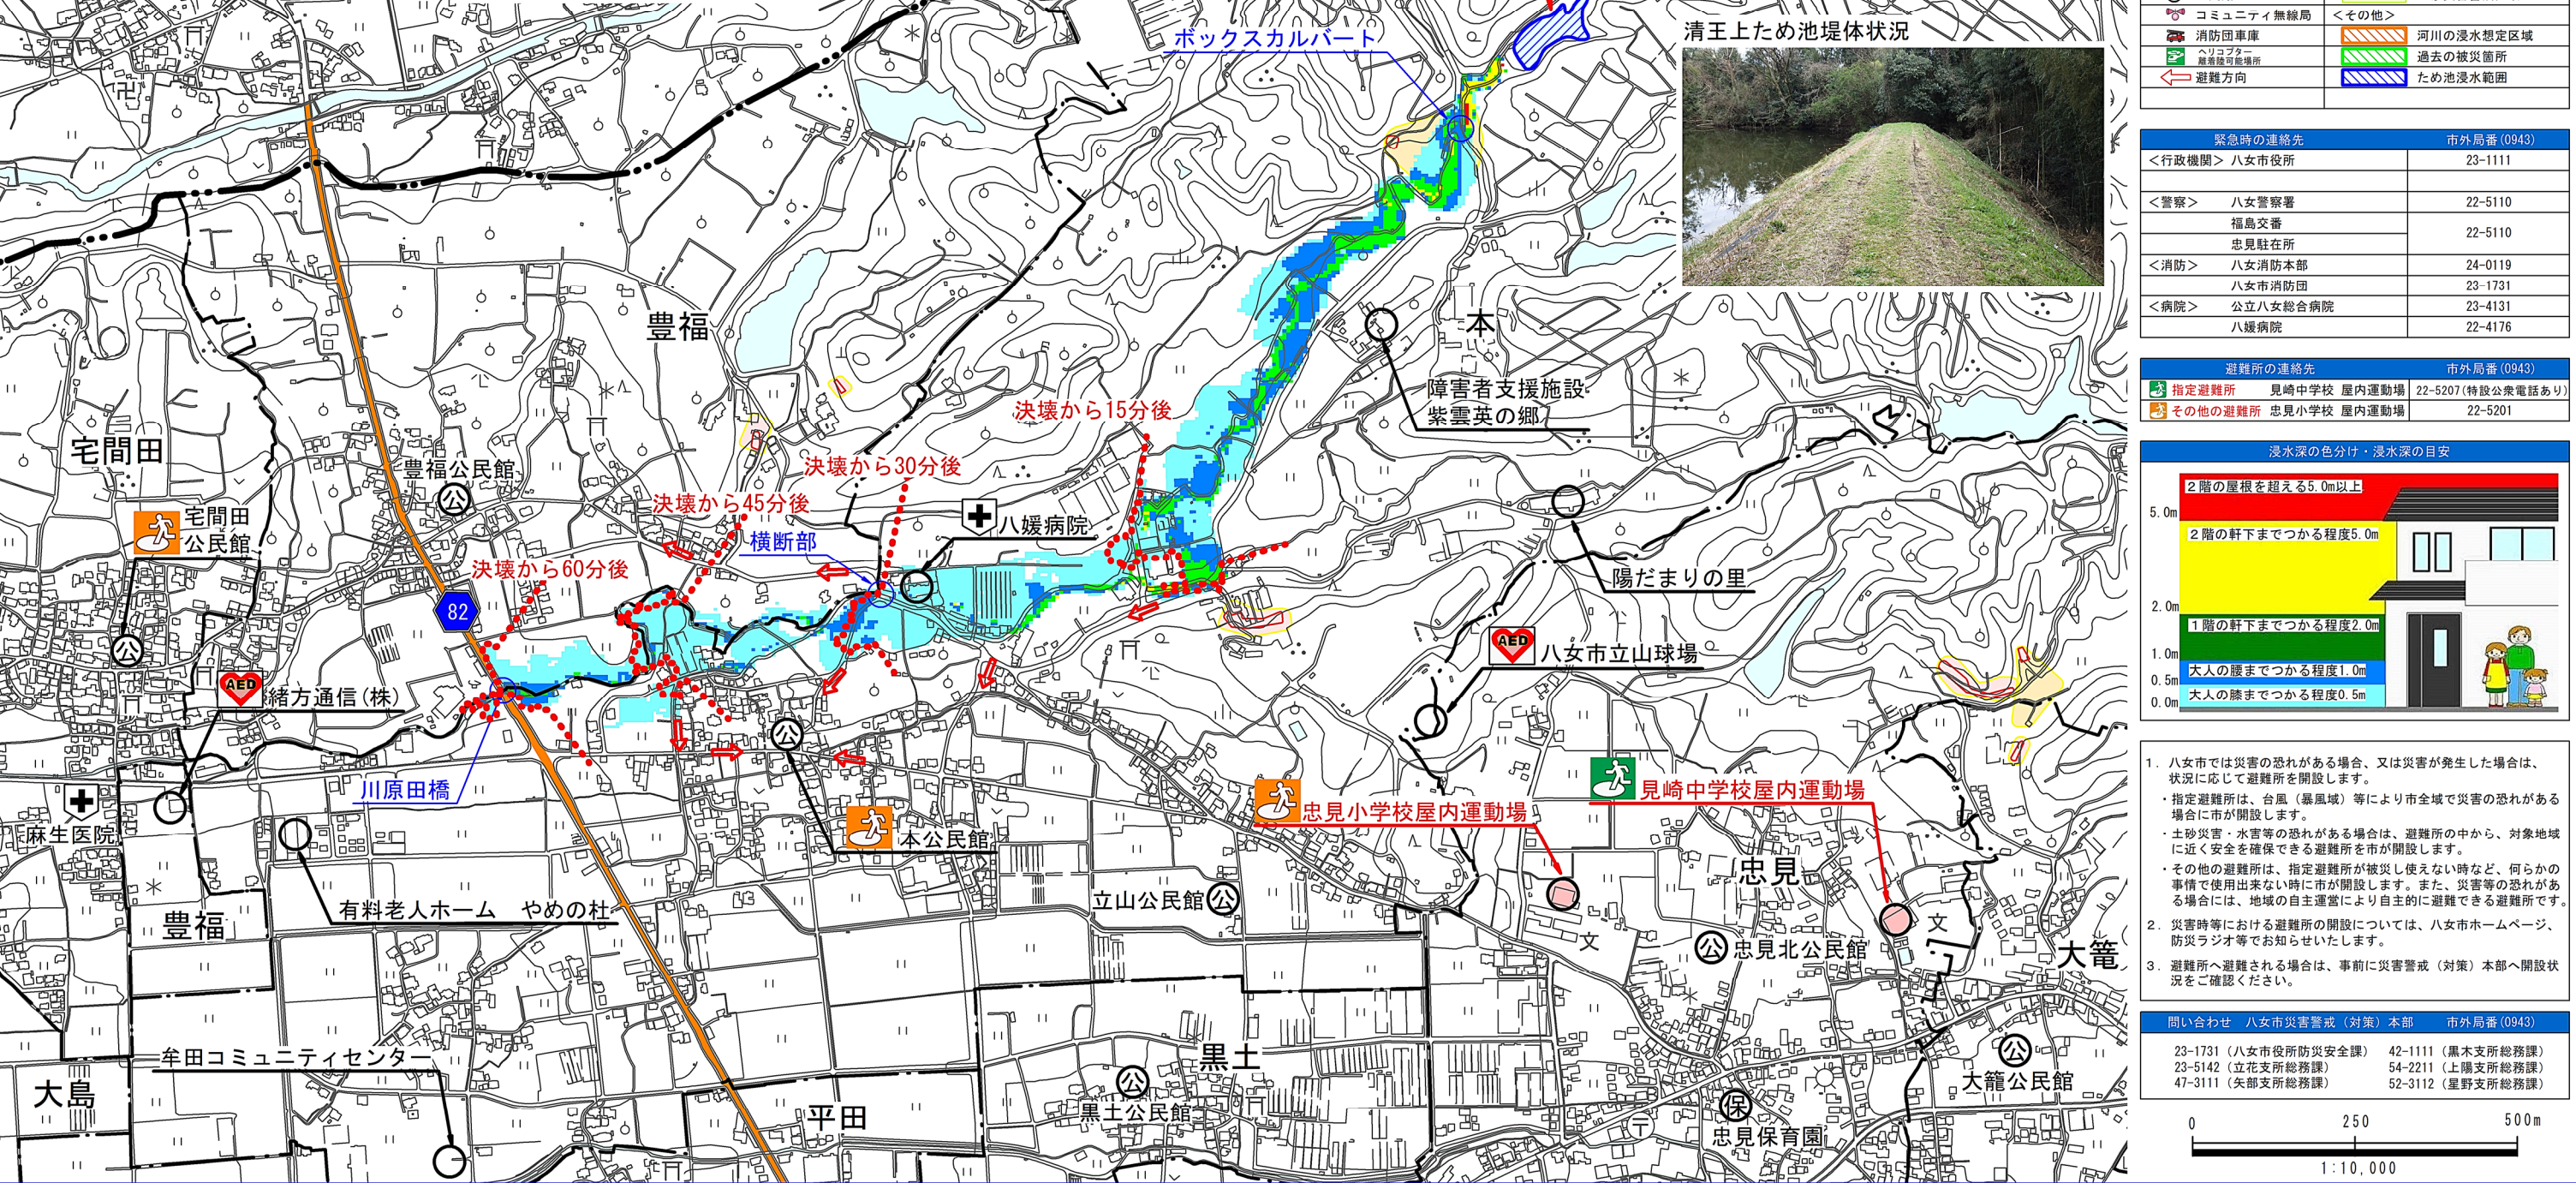 コミュニティ無線局
<その他>
消防団車庫
河川の浸水想定区域
ヘリコプター
離着陸可能場所
過去の被災箇所
避難方向
ため池浸水範囲
清王上ため池堤体状況
ボックスカルバート
緊急時の連絡先 市外局番(0943)
<行政機関> 八女市役所 23-1111
<警察> 八女警察署 22-5110
福島交番
忠見駐在所
22-5110
<消防> 八女消防本部 24-0119
八女市消防団 23-1731
<病院> 公立八女総合病院 23-4131
八媛病院 22-4176
避難所の連絡先 市外局番(0943)
指定避難所 見崎中学校 屋内運動場 22-5207(特設公衆電話あり)
その他の避難所 忠見小学校 屋内運動場 22-5201
浸水深の色分け・浸水深の目安
2階の屋根を超える5.0m以上
5.0m
2階の軒下までつかる程度5.0m
2.0m
1階の軒下までつかる程度2.0m
1.0m
大人の腰までつかる程度1.0m
0.5m
大人の膝までつかる程度0.5m
0.0m
1. 八女市では災害の恐れがある場合、又は災害が発生した場合は、
状況に応じて避難所を開設します。
・指定避難所は、台風（暴風域）等により市全域で災害の恐れがある
場合に市が開設します。
・土砂災害・水害等の恐れがある場合は、避難所の中から、対象地域
に近く安全を確保できる避難所を市が開設します。
・その他の避難所は、指定避難所が被災し使えない時など、何らかの
事情で使用出来ない時に市が開設します。また、災害等の恐れがあ
る場合には、地域の自主運営により自主的に避難できる避難所です。
2. 災害時等における避難所の開設については、八女市ホームページ、
防災ラジオ等でお知らせいたします。
3. 避難所へ避難される場合は、事前に災害警戒（対策）本部へ開設状
況をご確認ください。
問い合わせ 八女市災害警戒（対策）本部 市外局番(0943)
23-1731（八女市役所防災安全課） 42-1111（黒木支所総務課）
23-5142（立花支所総務課） 54-2211（上陽支所総務課）
47-3111（矢部支所総務課） 52-3112（星野支所総務課）
0 250 500m
1:10,000
豊福
本
障害者支援施設
紫雲英の郷
決壊から15分後
宅間田
豊福公民館
公
決壊から30分後
決壊から45分後
宅間田
公民館
八媛病院
横断部
決壊から60分後
陽だまりの里
82
公
AED
八女市立山球場
AED
緒方通信(株)
公
川原田橋
見崎中学校屋内運動場
忠見小学校屋内運動場
麻生医院
本公民館
忠見
立山公民館
公
有料老人ホーム やめの杜
豊福
文
文
公
忠見北公民館
大篭
牟田コミュニティセンター
黒土
公
大島
公
大籠公民館
黒土公民館
平田
保
忠見保育園